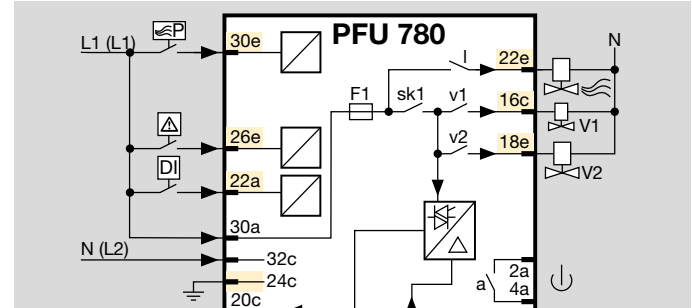 PFU 780
L1 (L1)
P
30e
I
22e
N
F1
sk1
v1
16c
V1
26e
v2
18e
DI
22a
V2
30a
N (L2)
32c
24c
2a
a
4a
20c